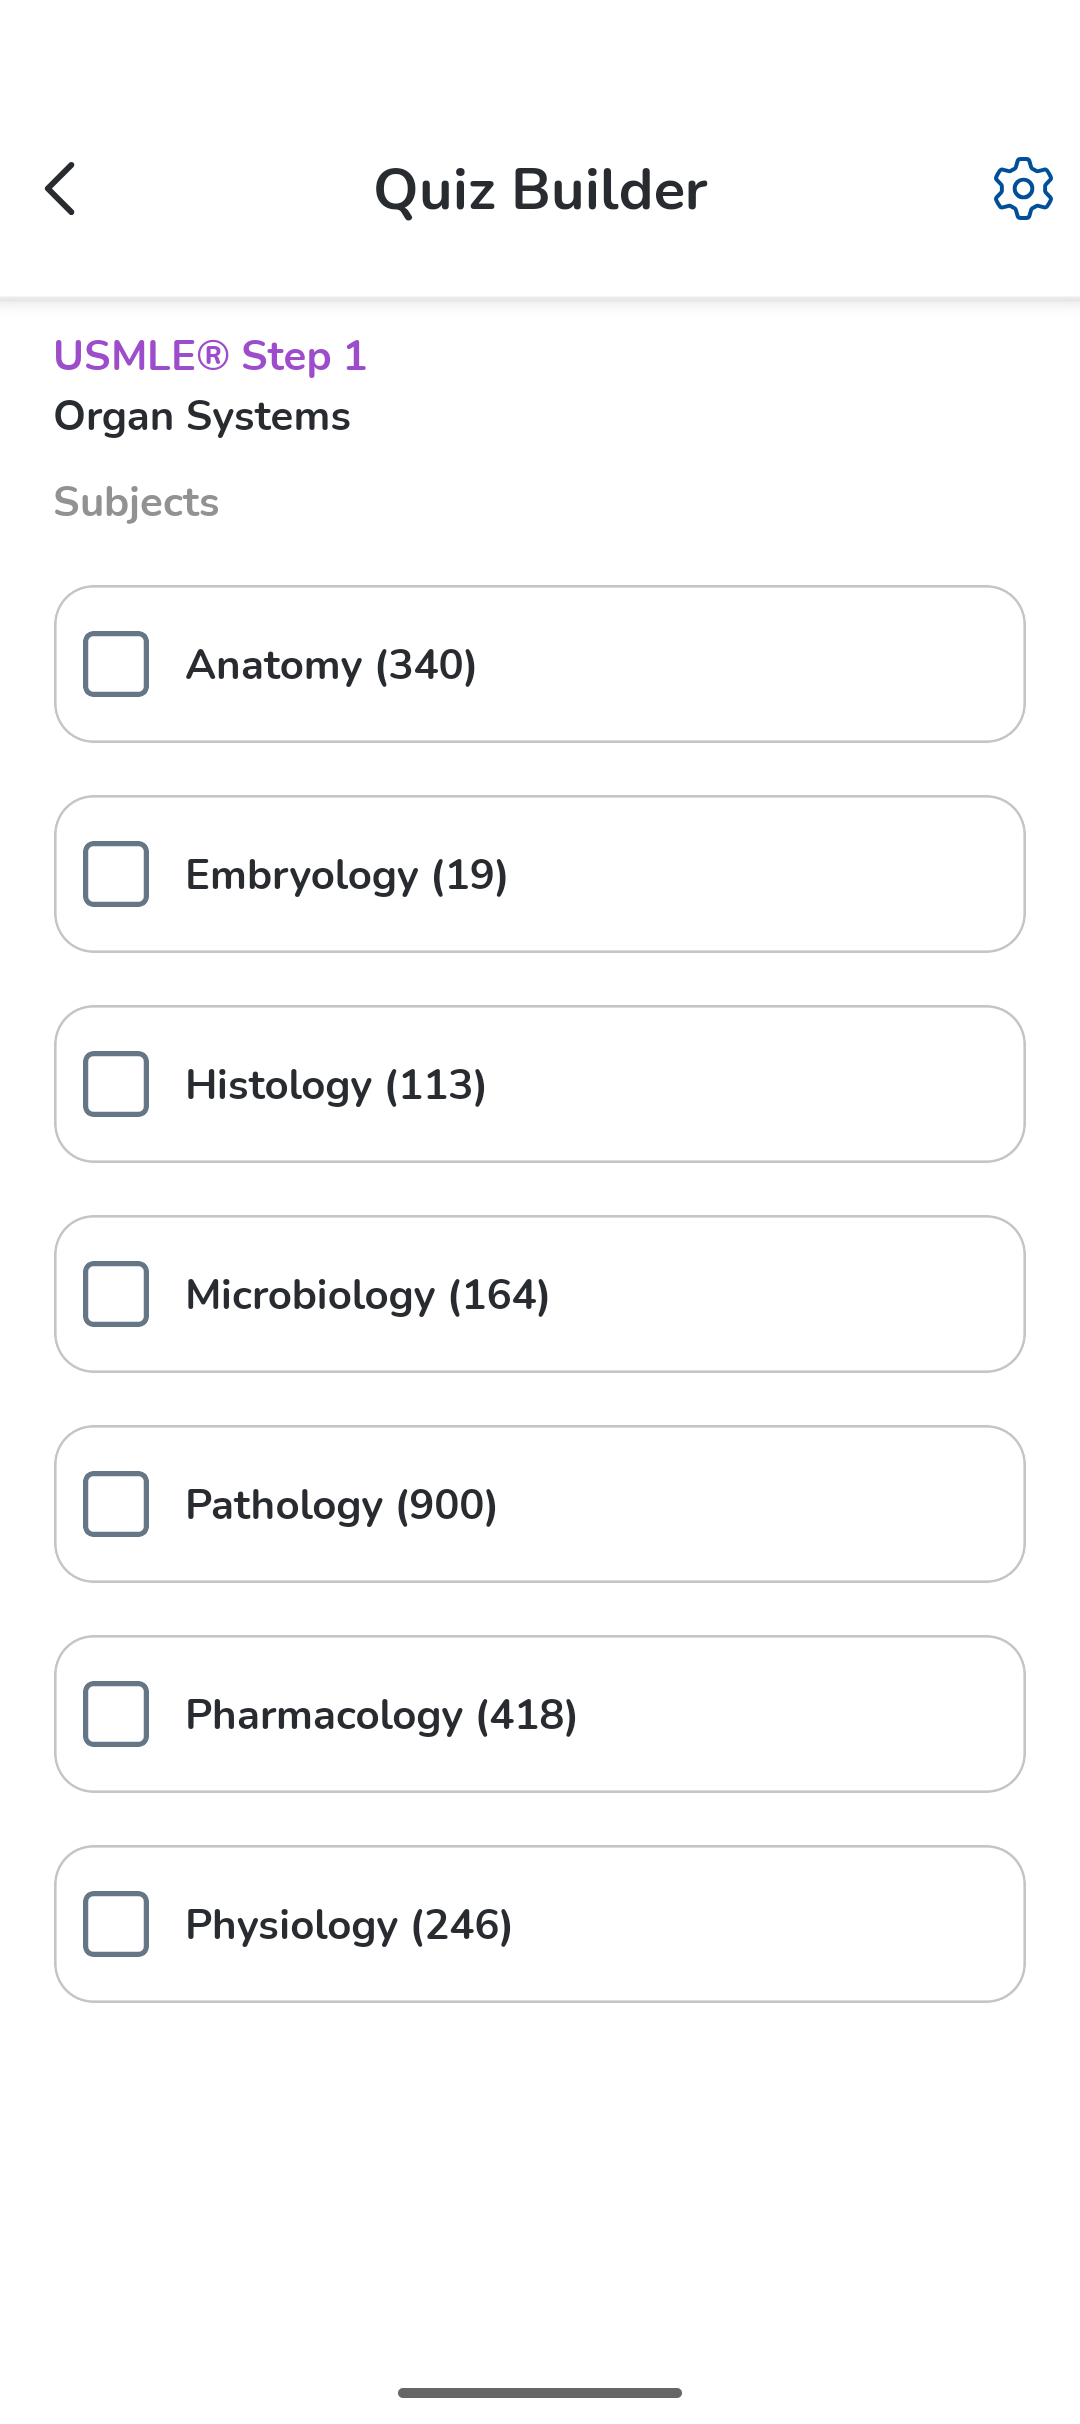 Quiz Builder
USMLE® Step 1
Organ Systems
Subjects
Anatomy (340)
Embryology (19)
Histology (113)
Microbiology (164)
Pathology (900)
Pharmacology (418)
Physiology (246)